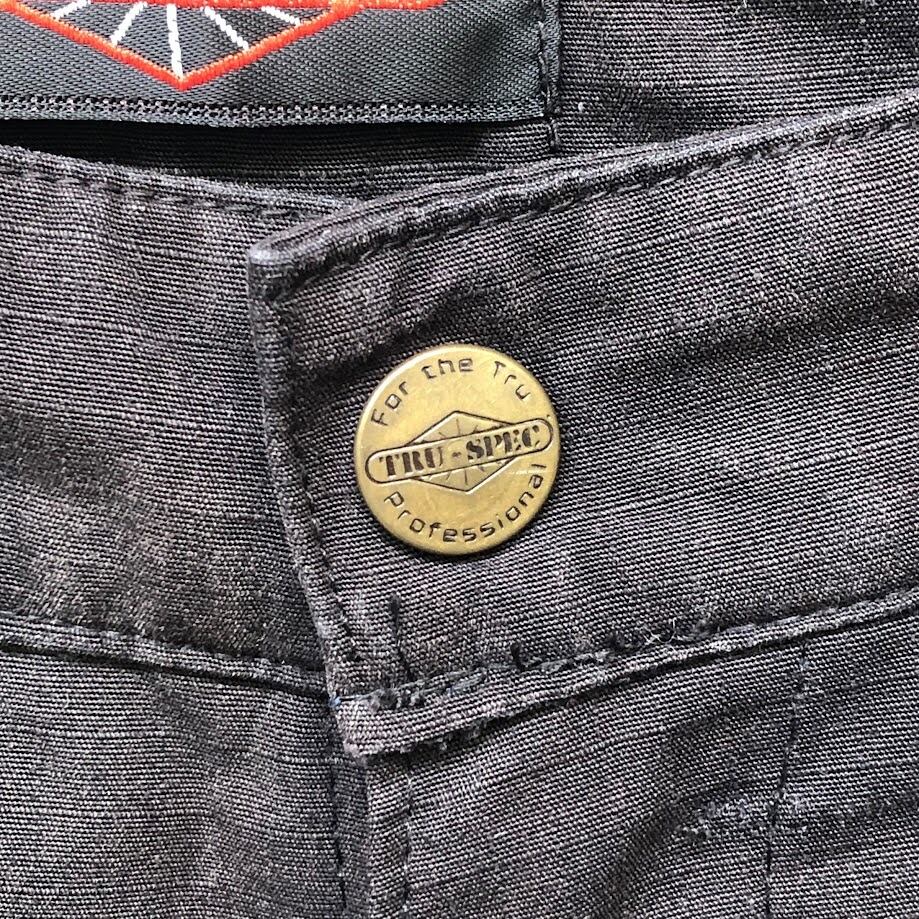 For the Tru
TRU-SPEC
Professional